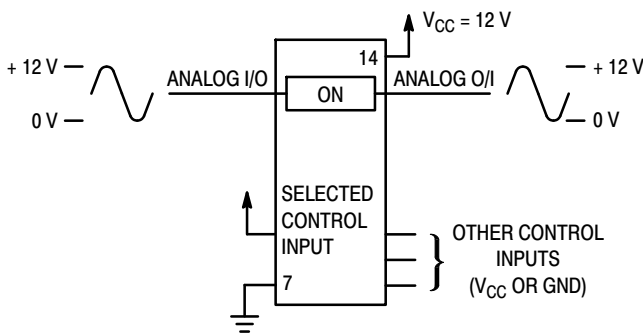 V_CC = 12 V
14
+ 12 V
0 V
ANALOG I/O
ON
ANALOG O/I
+ 12 V
0 V
SELECTED
CONTROL
INPUT
7
OTHER CONTROL
INPUTS
(V_CC OR GND)